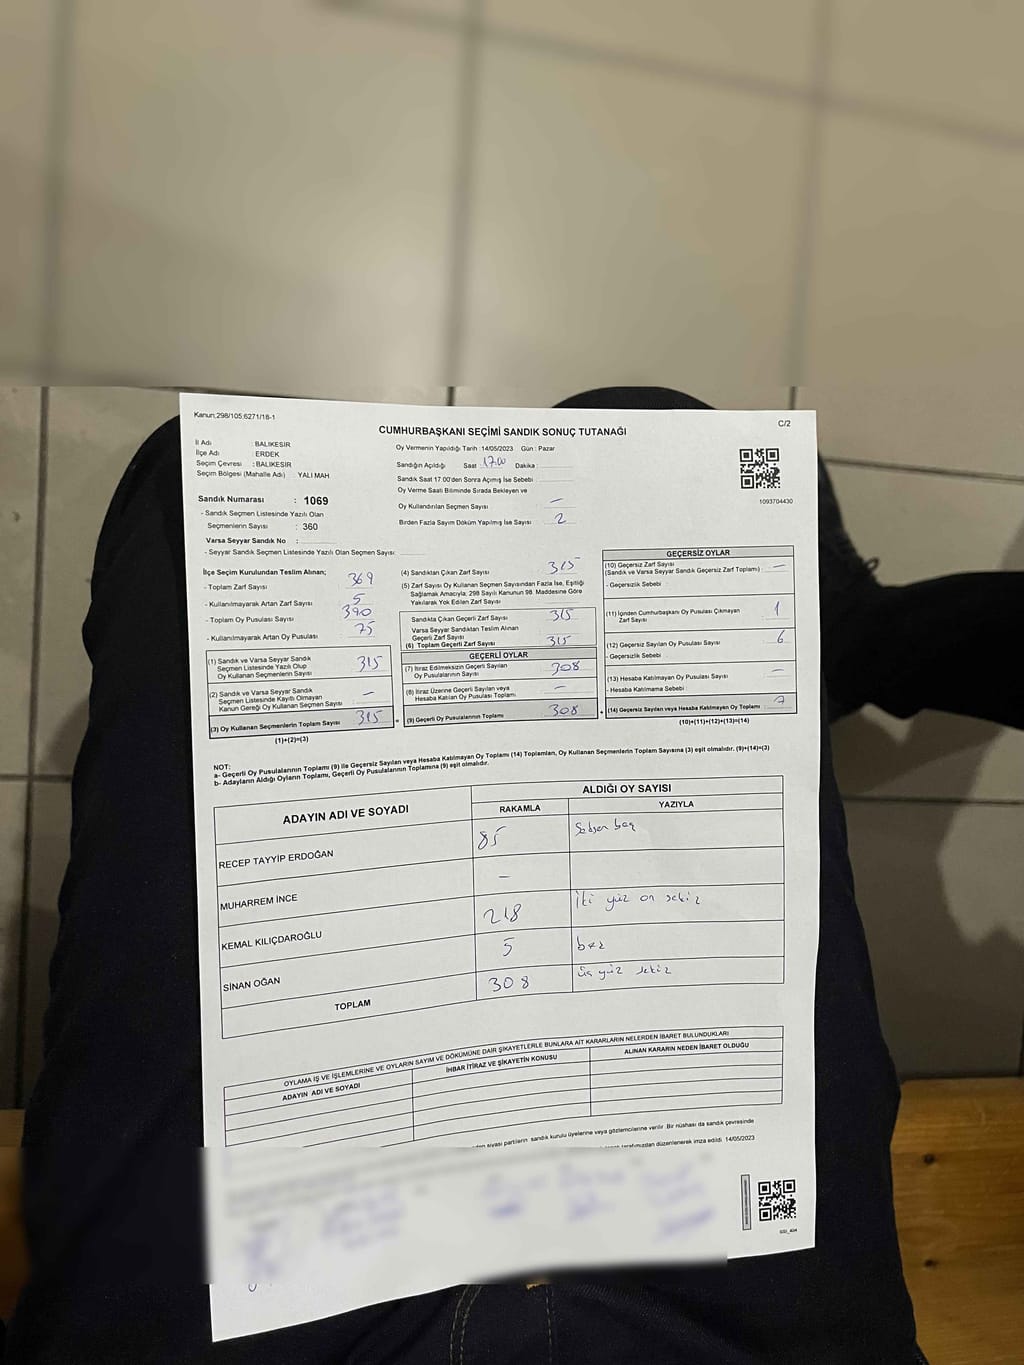 Kanun;298/105;6271/18-1
C/2
CUMHURBAŞKANI SEÇİMİ SANDIK SONUÇ TUTANAĞI
İl Adı : BALIKESİR
İlçe Adı : ERDEK
Seçim Çevresi : BALIKESİR
Seçim Bölgesi (Mahalle Adı) : YALI MAH
Oy Vermenin Yapıldığı Tarih : 14/05/2023 Gün : Pazar
Sandığın Açıldığı Saat 17.00 Dakika :
Sandık Saat 17:00'den Sonra Açımış İse Sebebi
Oy Verme Saati Bitiminde Sırada Bekleyen ve
Oy Kullandırılan Seçmen Sayısı —
Birden Fazla Sayım Döküm Yapılmış İse Sayısı 2
1093704430
Sandık Numarası : 1069
- Sandık Seçmen Listesinde Yazılı Olan
Seçmenlerin Sayısı : 360
Varsa Seyyar Sandık No :
- Seyyar Sandık Seçmen Listesinde Yazılı Olan Seçmen Sayısı
İlçe Seçim Kurulundan Teslim Alınan;
- Toplam Zarf Sayısı 369
- Kullanılmayarak Artan Zarf Sayısı 5
- Toplam Oy Pusulası Sayısı 390
- Kullanılmayarak Artan Oy Pusulası 75
(1) Sandık ve Varsa Seyyar Sandık
Seçmen Listesinde Yazılı Olup
Oy Kullanan Seçmenlerin Sayısı 315
(2) Sandık ve Varsa Seyyar Sandık
Seçmen Listesinde Kayıtlı Olmayan
Kanun Gereği Oy Kullanan Seçmen Sayısı —
(3) Oy Kullanan Seçmenlerin Toplam Sayısı 315
(1)+(2)=(3)
(4) Sandıktan Çıkan Zarf Sayısı 315
(5) Zarf Sayısı Oy Kullanan Seçmen Sayısından Fazla İse, Eşitliği
Sağlamak Amacıyla, 298 Sayılı Kanunun 98. Maddesine Göre
Yakılarak Yok Edilen Zarf Sayısı
Sandıkta Çıkan Geçerli Zarf Sayısı 315
Varsa Seyyar Sandıktan Teslim Alınan
Geçerli Zarf Sayısı
(6) Toplam Geçerli Zarf Sayısı 315
GEÇERLİ OYLAR
(7) İtiraz Edilmeksizin Geçerli Sayılan
Oy Pusulalarının Sayısı 308
(8) İtiraz Üzerine Geçerli Sayılan veya
Hesaba Katılan Oy Pusulası Toplamı —
(9) Geçerli Oy Pusulalarının Toplamı 308
GEÇERSİZ OYLAR
(10) Geçersiz Zarf Sayısı
(Sandık ve Varsa Seyyar Sandık Geçersiz Zarf Toplamı) —
- Geçersizlik Sebebi
(11) İçinden Cumhurbaşkanı Oy Pusulası Çıkmayan
Zarf Sayısı 1
(12) Geçersiz Sayılan Oy Pusulası Sayısı 6
- Geçersizlik Sebebi
(13) Hesaba Katılmayan Oy Pusulası Sayısı —
- Hesaba Katılmama Sebebi
(14) Geçersiz Sayılan veya Hesaba Katılmayan Oy Toplamı 7
(10)+(11)+(12)+(13)=(14)
NOT:
a- Geçerli Oy Pusulalarının Toplamı (9) ile Geçersiz Sayılan veya Hesaba Katılmayan Oy Toplamı (14) Toplamları, Oy Kullanan Seçmenlerin Toplam Sayısına (3) eşit olmalıdır. (9)+(14)=(3)
b- Adayların Aldığı Oyların Toplamı, Geçerli Oy Pusulalarının Toplamına (9) eşit olmalıdır.
ADAYIN ADI VE SOYADI
ALDIĞI OY SAYISI
RAKAMLA YAZIYLA
RECEP TAYYİP ERDOĞAN 85 Seksen beş
MUHARREM İNCE —
KEMAL KILIÇDAROĞLU 218 İki yüz on sekiz
SİNAN OĞAN 5 beş
TOPLAM 308 üç yüz sekiz
OYLAMA İŞ VE İŞLEMLERİNE VE OYLARIN SAYIM VE DÖKÜMÜNE DAİR ŞİKAYETLERLE BUNLARA AİT KARARLARIN NELERDEN İBARET BULUNDUKLARI
ADAYIN ADI VE SOYADI İHBAR İTİRAZ VE ŞİKAYETİN KONUSU ALINAN KARARIN NEDEN İBARET OLDUĞU
siyasi partilerin sandık kurulu üyelerine veya gözlemcilerine verilir. Bir nüshası da sandık çevresinde
tarafımızdan düzenlenerek imza edildi. 14/05/2023